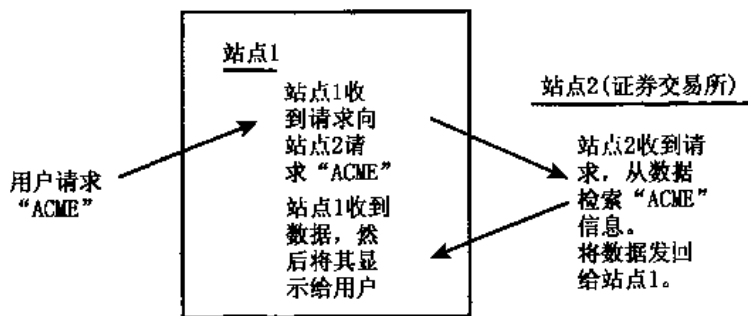 站点1
站点1收
到请求向
站点2请
求“ACME”
站点1收到
数据，然
后将其显
示给用户
用户请求
“ACME”
站点2(证券交易所)
站点2收到请
求，从数据
检索“ACME”
信息。
将数据发回
给站点1。